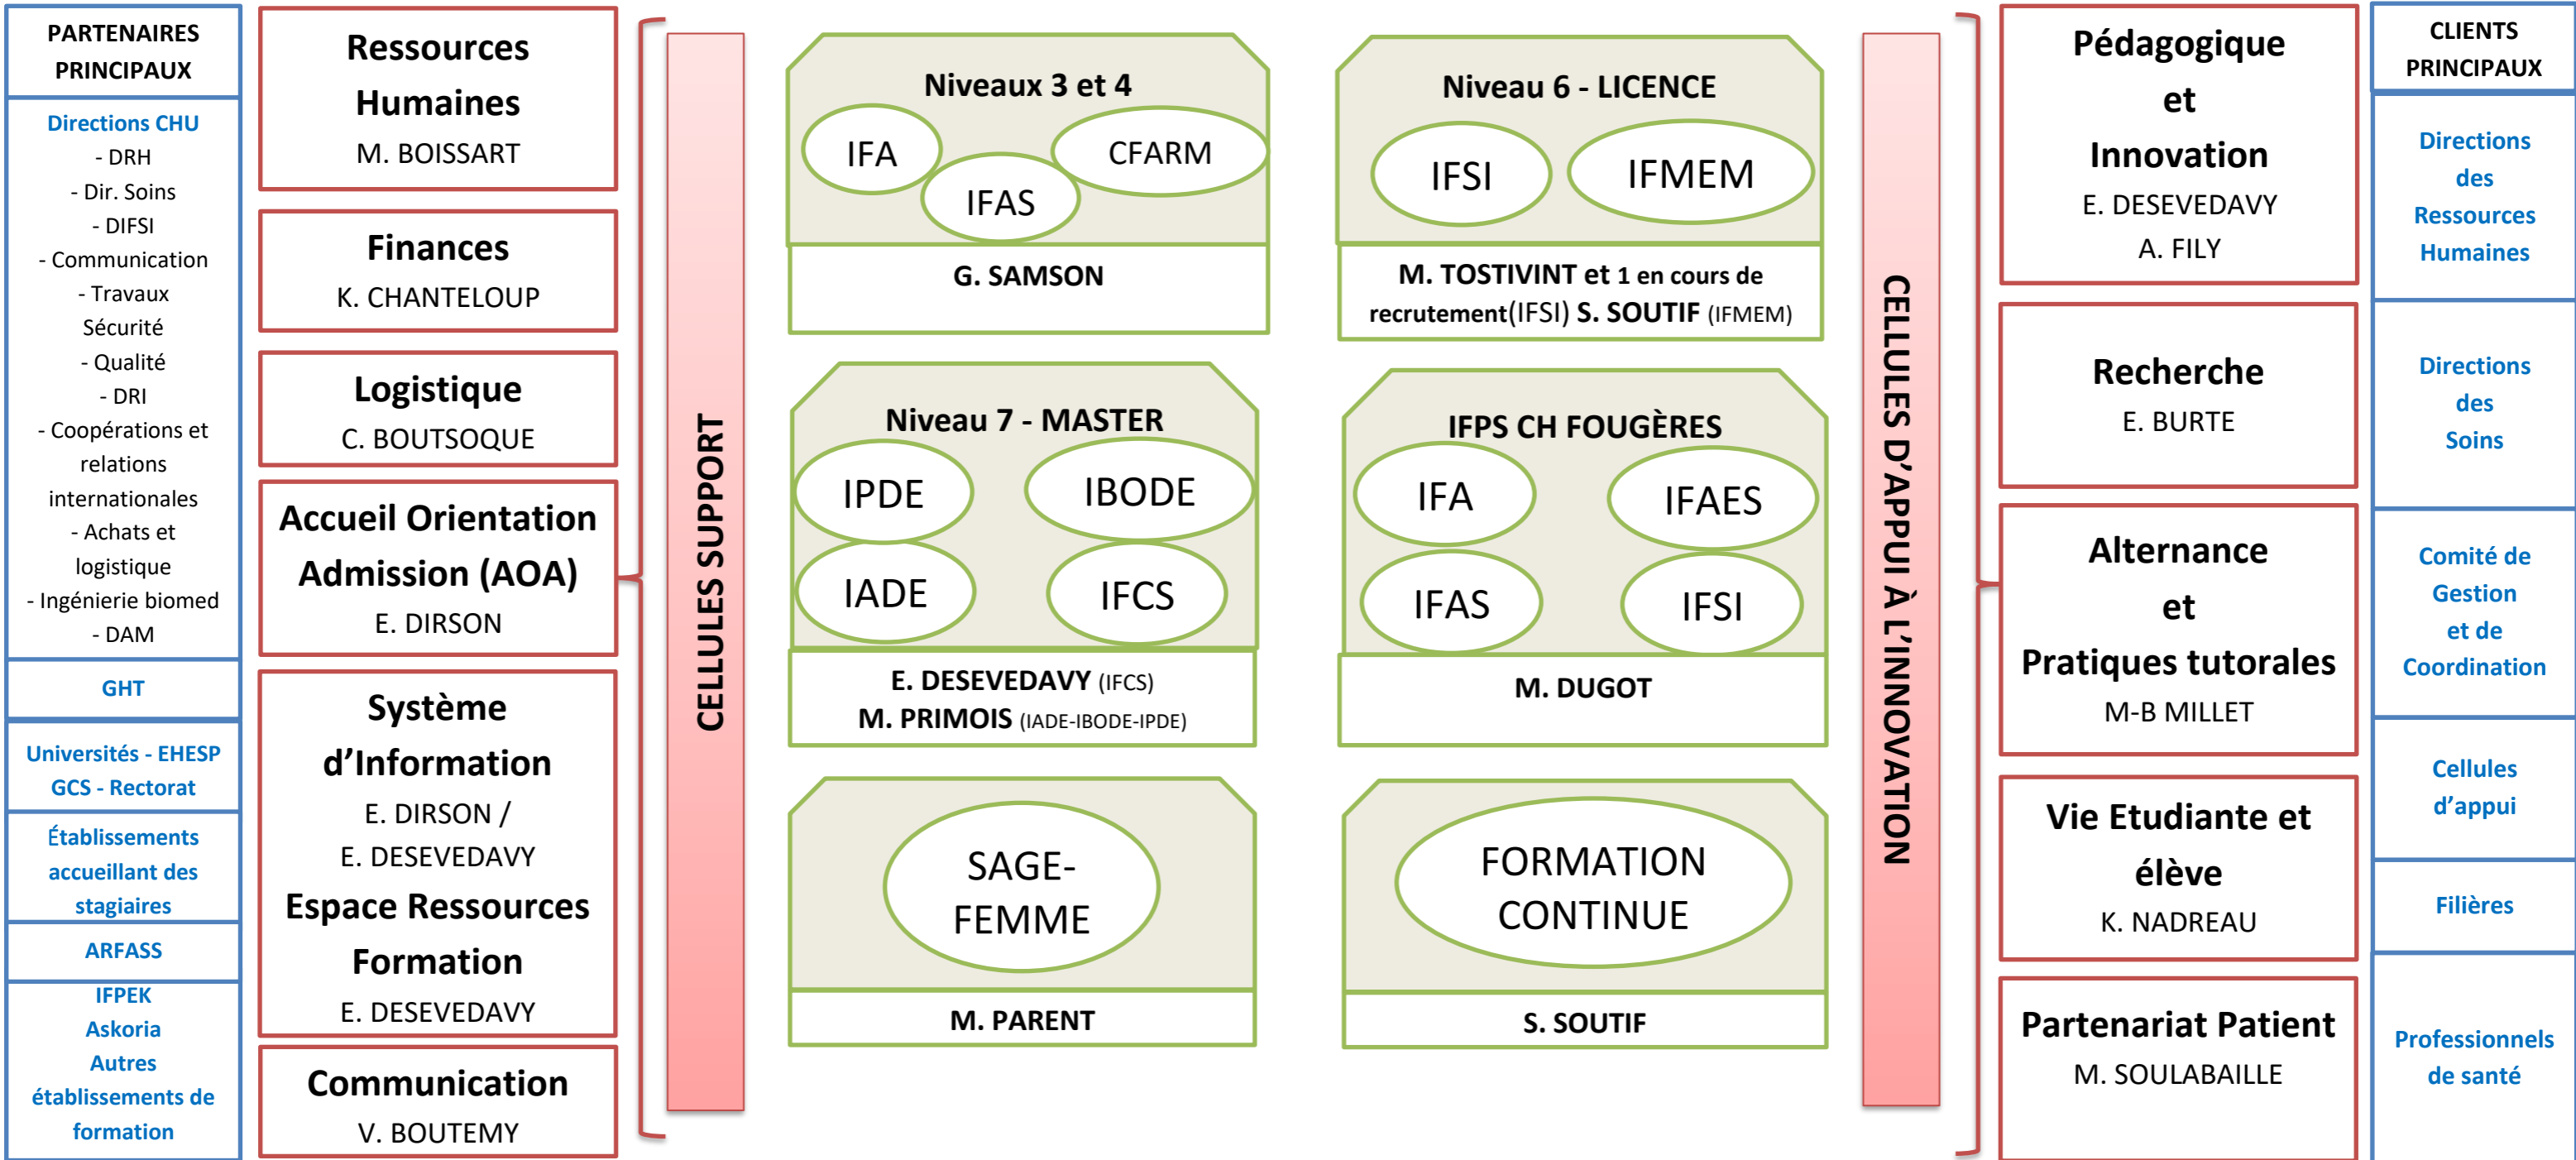 PARTENAIRES
PRINCIPAUX
Directions CHU
- DRH
- Dir. Soins
- DIFSI
- Communication
- Travaux
Sécurité
- Qualité
- DRI
- Coopérations et
relations
internationales
- Achats et
logistique
- Ingénierie biomed
- DAM
GHT
Universités - EHESP
GCS - Rectorat
Établissements
accueillant des
stagiaires
ARFASS
IFPEK
Askoria
Autres
établissements de
formation
Ressources
Humaines
M. BOISSART
Finances
K. CHANTELOUP
Logistique
C. BOUTSOQUE
Accueil Orientation
Admission (AOA)
E. DIRSON
Système
d’Information
E. DIRSON /
E. DESEVEDAVY
Espace Ressources
Formation
E. DESEVEDAVY
Communication
V. BOUTEMY
CELLULES SUPPORT
Niveaux 3 et 4
IFA
CFARM
IFAS
G. SAMSON
Niveau 6 - LICENCE
IFSI
IFMEM
M. TOSTIVINT et 1 en cours de
recrutement(IFSI) S. SOUTIF (IFMEM)
Niveau 7 - MASTER
IPDE
IBODE
IADE
IFCS
E. DESEVEDAVY (IFCS)
M. PRIMOIS (IADE-IBODE-IPDE)
IFPS CH FOUGÈRES
IFA
IFAES
IFAS
IFSI
M. DUGOT
SAGE-
FEMME
M. PARENT
FORMATION
CONTINUE
S. SOUTIF
CELLULES D’APPUI À L’INNOVATION
Pédagogique
et
Innovation
E. DESEVEDAVY
A. FILY
Recherche
E. BURTE
Alternance
et
Pratiques tutorales
M-B MILLET
Vie Etudiante et
élève
K. NADREAU
Partenariat Patient
M. SOULABAILLE
CLIENTS
PRINCIPAUX
Directions
des
Ressources
Humaines
Directions
des
Soins
Comité de
Gestion
et de
Coordination
Cellules
d’appui
Filières
Professionnels
de santé